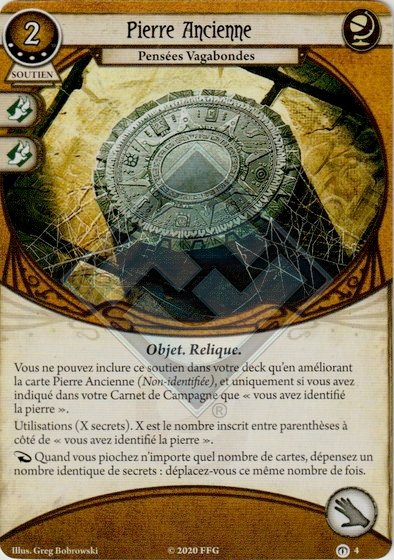 2
Pierre Ancienne
Pensées Vagabondes
SOUTIEN
Objet. Relique.
Vous ne pouvez inclure ce soutien dans votre deck qu'en améliorant
la carte Pierre Ancienne (Non-identifiée), et uniquement si vous avez
indiqué dans votre Carnet de Campagne que « vous avez identifié
la pierre ».
Utilisations (X secrets). X est le nombre inscrit entre parenthèses à
côté de « vous avez identifié la pierre ».
Quand vous piochez n'importe quel nombre de cartes, dépensez un
nombre identique de secrets : déplacez-vous ce même nombre de fois.
®
Illus. Greg Bobrowski
© 2020 FFG
4